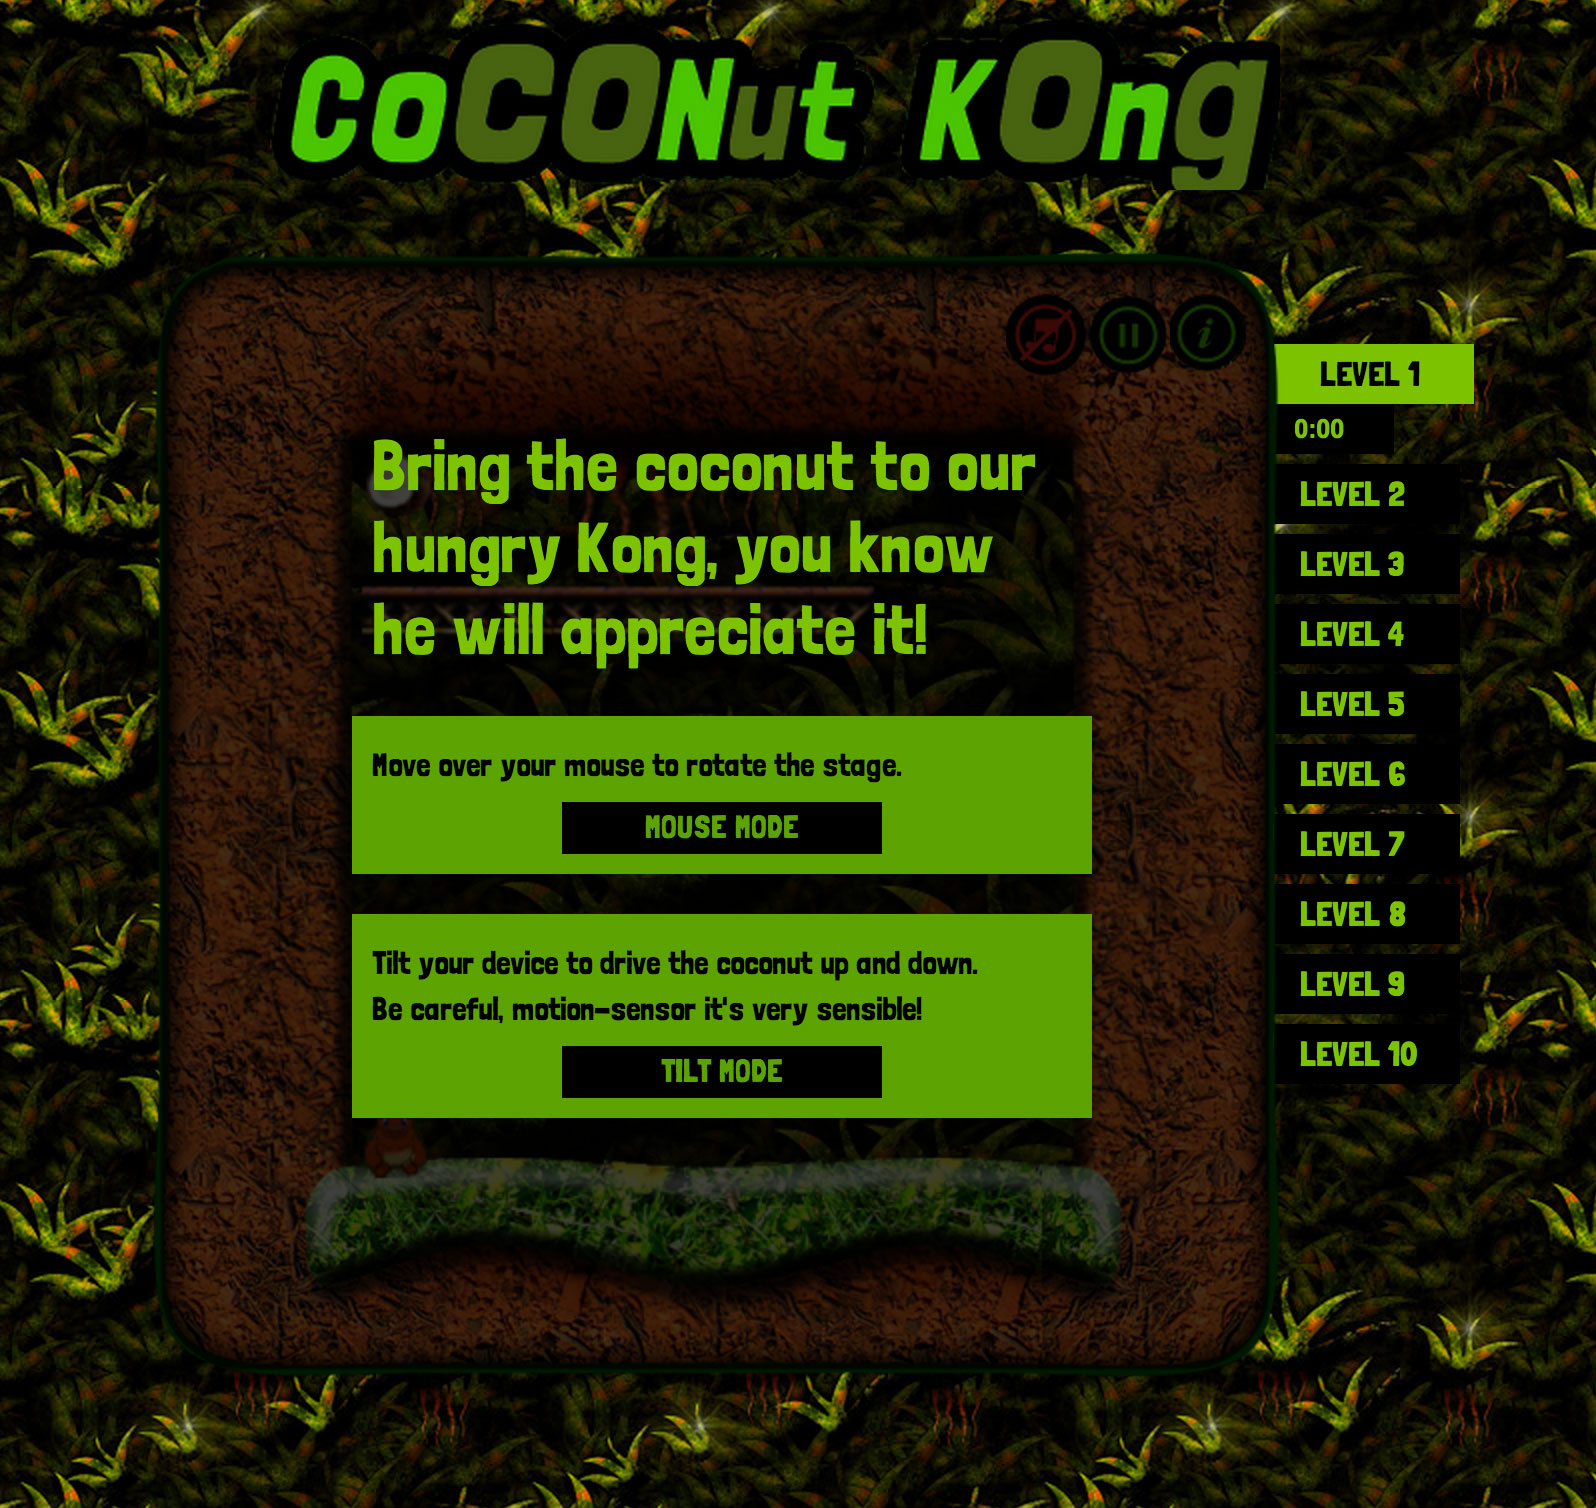 CoCONut KOng
Bring the coconut to our
hungry Kong, you know
he will appreciate it!
Move over your mouse to rotate the stage.
MOUSE MODE
Tilt your device to drive the coconut up and down.
Be careful, motion-sensor it's very sensible!
TILT MODE
i
LEVEL 1
0:00
LEVEL 2
LEVEL 3
LEVEL 4
LEVEL 5
LEVEL 6
LEVEL 7
LEVEL 8
LEVEL 9
LEVEL 10